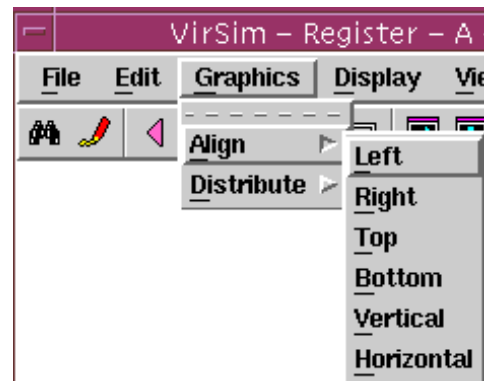 VirSim – Register – A
File Edit Graphics Display
Align
Distribute
Left
Right
Top
Bottom
Vertical
Horizontal